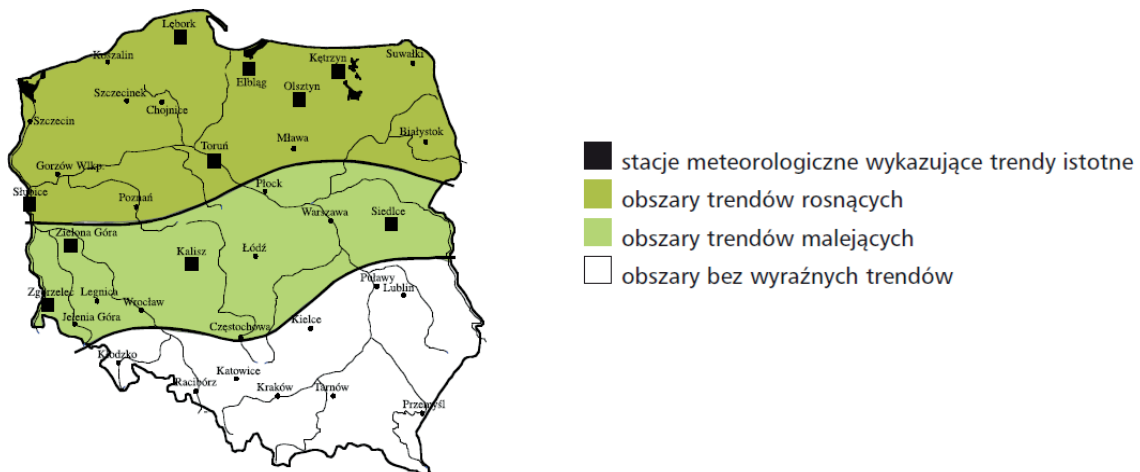 Lębork
Koszalin
Kętrzyn
Suwałki
Elbląg
Olsztyn
Szczecinek
Chojnice
Szczecin
Białystok
Toruń
Mława
Gorzów Wlkp.
Słubice
Płock
Poznań
Warszawa
Siedlce
Zielona Góra
Kalisz
Łódź
Zgorzelec
Legnica
Wrocław
Puławy
Lublin
Jelenia Góra
Częstochowa
Kielce
Kłodzko
Katowice
Racibórz
Kraków
Tarnów
Przemyśl
stacje meteorologiczne wykazujące trendy istotne
obszary trendów rosnących
obszary trendów malejących
obszary bez wyraźnych trendów